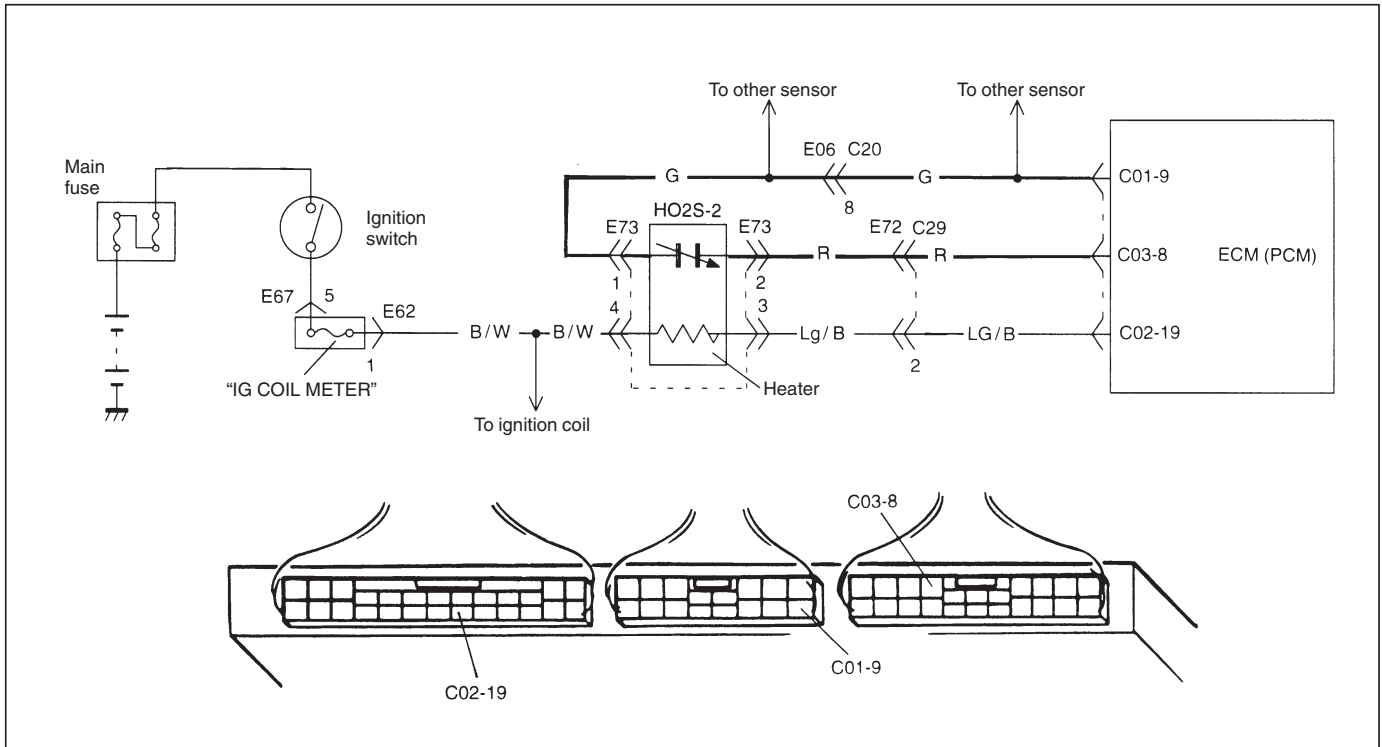 To other sensor
To other sensor
Main
fuse
Ignition
switch
E06 C20
G
G
8
C01-9
HO2S-2
E73
E73
E72 C29
R
R
C03-8
ECM (PCM)
1
2
E67
5
E62
4
3
B/W
B/W
Lg/B
LG/B
C02-19
1
2
"IG COIL METER"
Heater
To ignition coil
C03-8
C01-9
C02-19